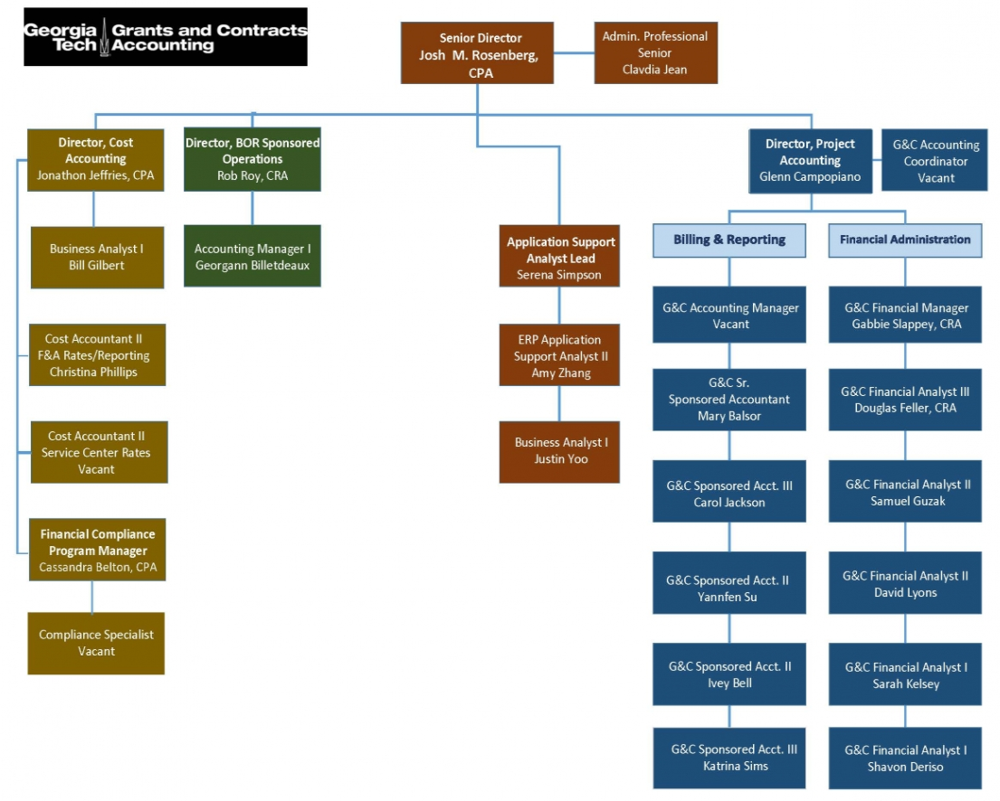 Georgia Tech
Grants and Contracts Accounting
Senior Director
Josh M. Rosenberg,
CPA
Admin. Professional
Senior
Clavdia Jean
Director, Cost
Accounting
Jonathon Jeffries, CPA
Business Analyst I
Bill Gilbert
Cost Accountant II
F&A Rates/Reporting
Christina Phillips
Cost Accountant II
Service Center Rates
Vacant
Financial Compliance
Program Manager
Cassandra Belton, CPA
Compliance Specialist
Vacant
Director, BOR Sponsored
Operations
Rob Roy, CRA
Accounting Manager I
Georgann Billetdeaux
Application Support
Analyst Lead
Serena Simpson
ERP Application
Support Analyst II
Amy Zhang
Business Analyst I
Justin Yoo
Director, Project
Accounting
Glenn Campopiano
G&C Accounting
Coordinator
Vacant
Billing & Reporting
G&C Accounting Manager
Vacant
G&C Sr.
Sponsored Accountant
Mary Balsor
G&C Sponsored Acct. III
Carol Jackson
G&C Sponsored Acct. II
Yannfen Su
G&C Sponsored Acct. II
Ivey Bell
G&C Sponsored Acct. III
Katrina Sims
Financial Administration
G&C Financial Manager
Gabbie Slappey, CRA
G&C Financial Analyst III
Douglas Feller, CRA
G&C Financial Analyst II
Samuel Guzak
G&C Financial Analyst II
David Lyons
G&C Financial Analyst I
Sarah Kelsey
G&C Financial Analyst I
Shavon Deriso